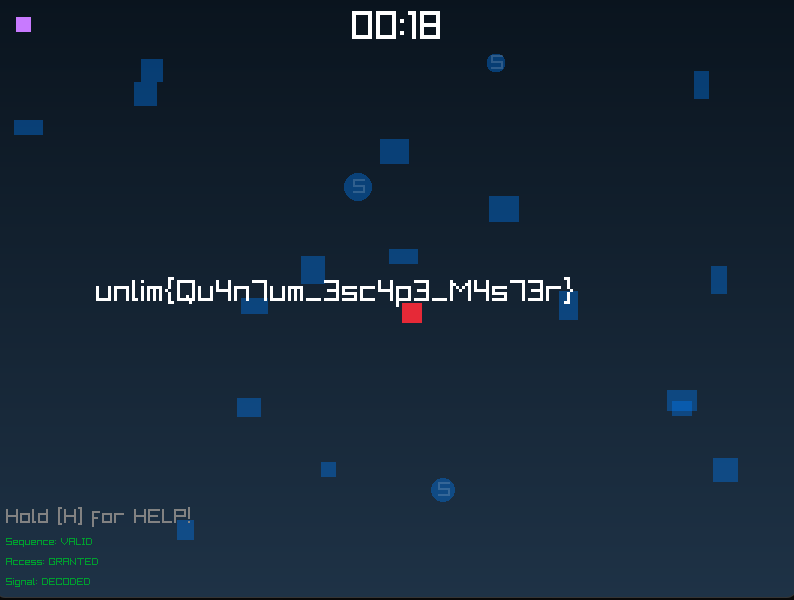 00:18
S
S
unlim{Qu4n7um_3sc4p3_M4s73r}
S
Hold [H] for HELP!
Sequence: VALID
Access: GRANTED
Signal: DECODED